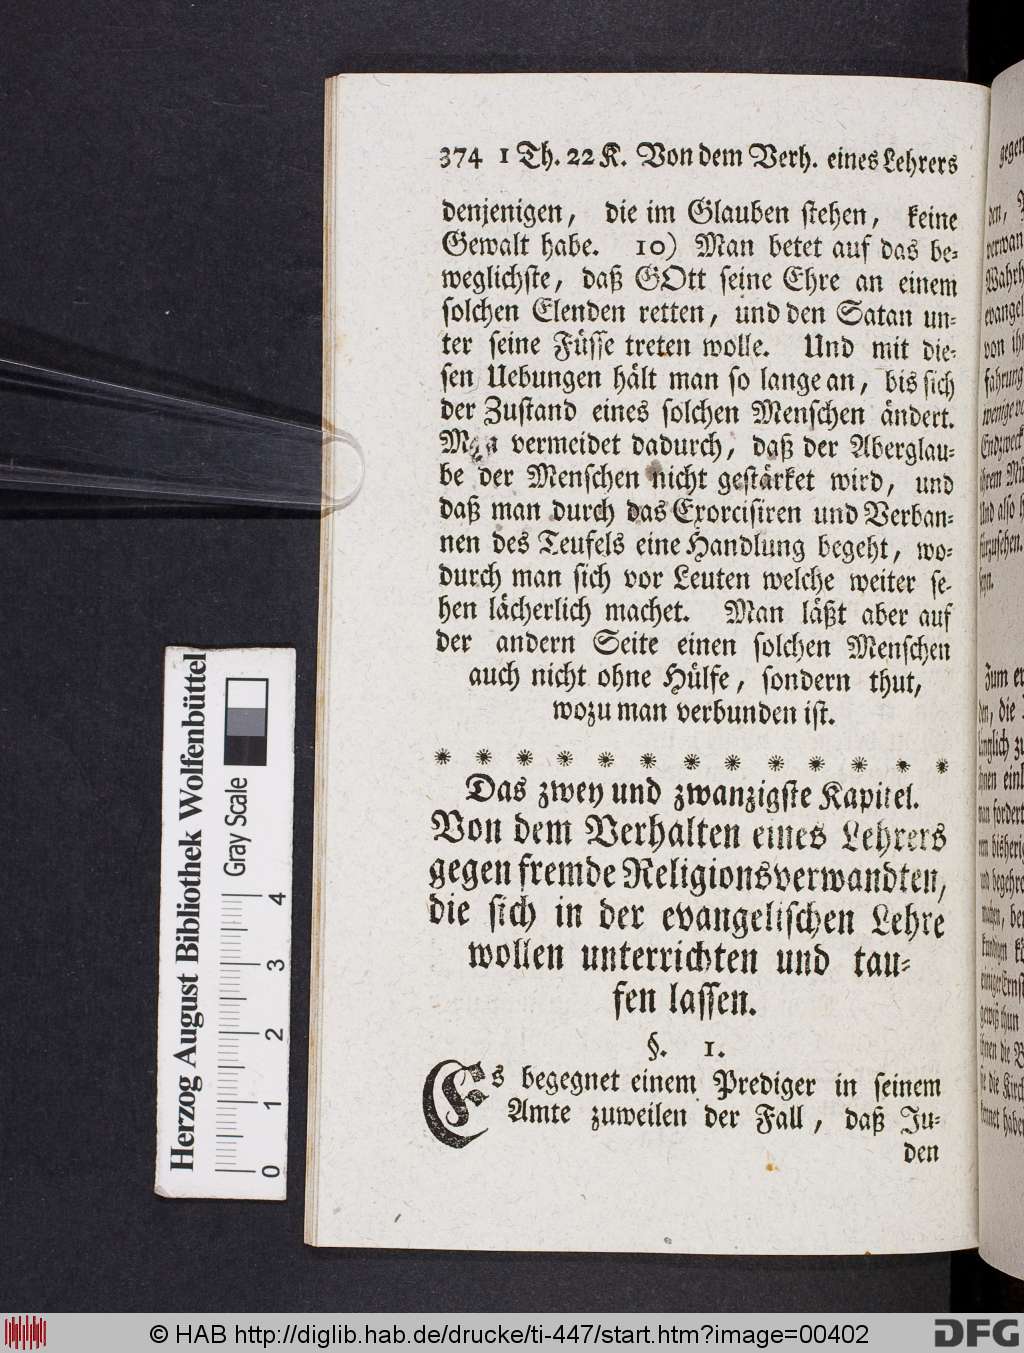 374 1 Th. 22 K. Von dem Verh. eines Lehrers
denjenigen, die im Glauben stehen, keine
Gewalt habe. 10) Man betet auf das be-
weglichste, daß GOtt seine Ehre an einem
solchen Elenden retten, und den Satan un-
ter seine Füsse treten wolle. Und mit die-
sen Uebungen hält man so lange an, bis sich
der Zustand eines solchen Menschen ändert.
Man vermeidet dadurch, daß der Aberglau-
be der Menschen nicht gestärket wird, und
daß man durch das Exorcisiren und Verban-
nen des Teufels eine Handlung begeht, wo-
durch man sich vor Leuten welche weiter se-
hen lächerlich machet. Man läßt aber auf
der andern Seite einen solchen Menschen
auch nicht ohne Hülfe, sondern thut,
wozu man verbunden ist.
* * * * * * * * * * * * *
Das zwey und zwanzigste Kapitel.
Von dem Verhalten eines Lehrers
gegen fremde Religionsverwandten,
die sich in der evangelischen Lehre
wollen unterrichten und tau-
fen lassen.
§. 1.
Es begegnet einem Prediger in seinem
Amte zuweilen der Fall, daß Ju-
den
Herzog August Bibliothek Wolfenbüttel
Gray Scale
0 1 2 3 4
© HAB http://diglib.hab.de/drucke/ti-447/start.htm?image=00402
DFG